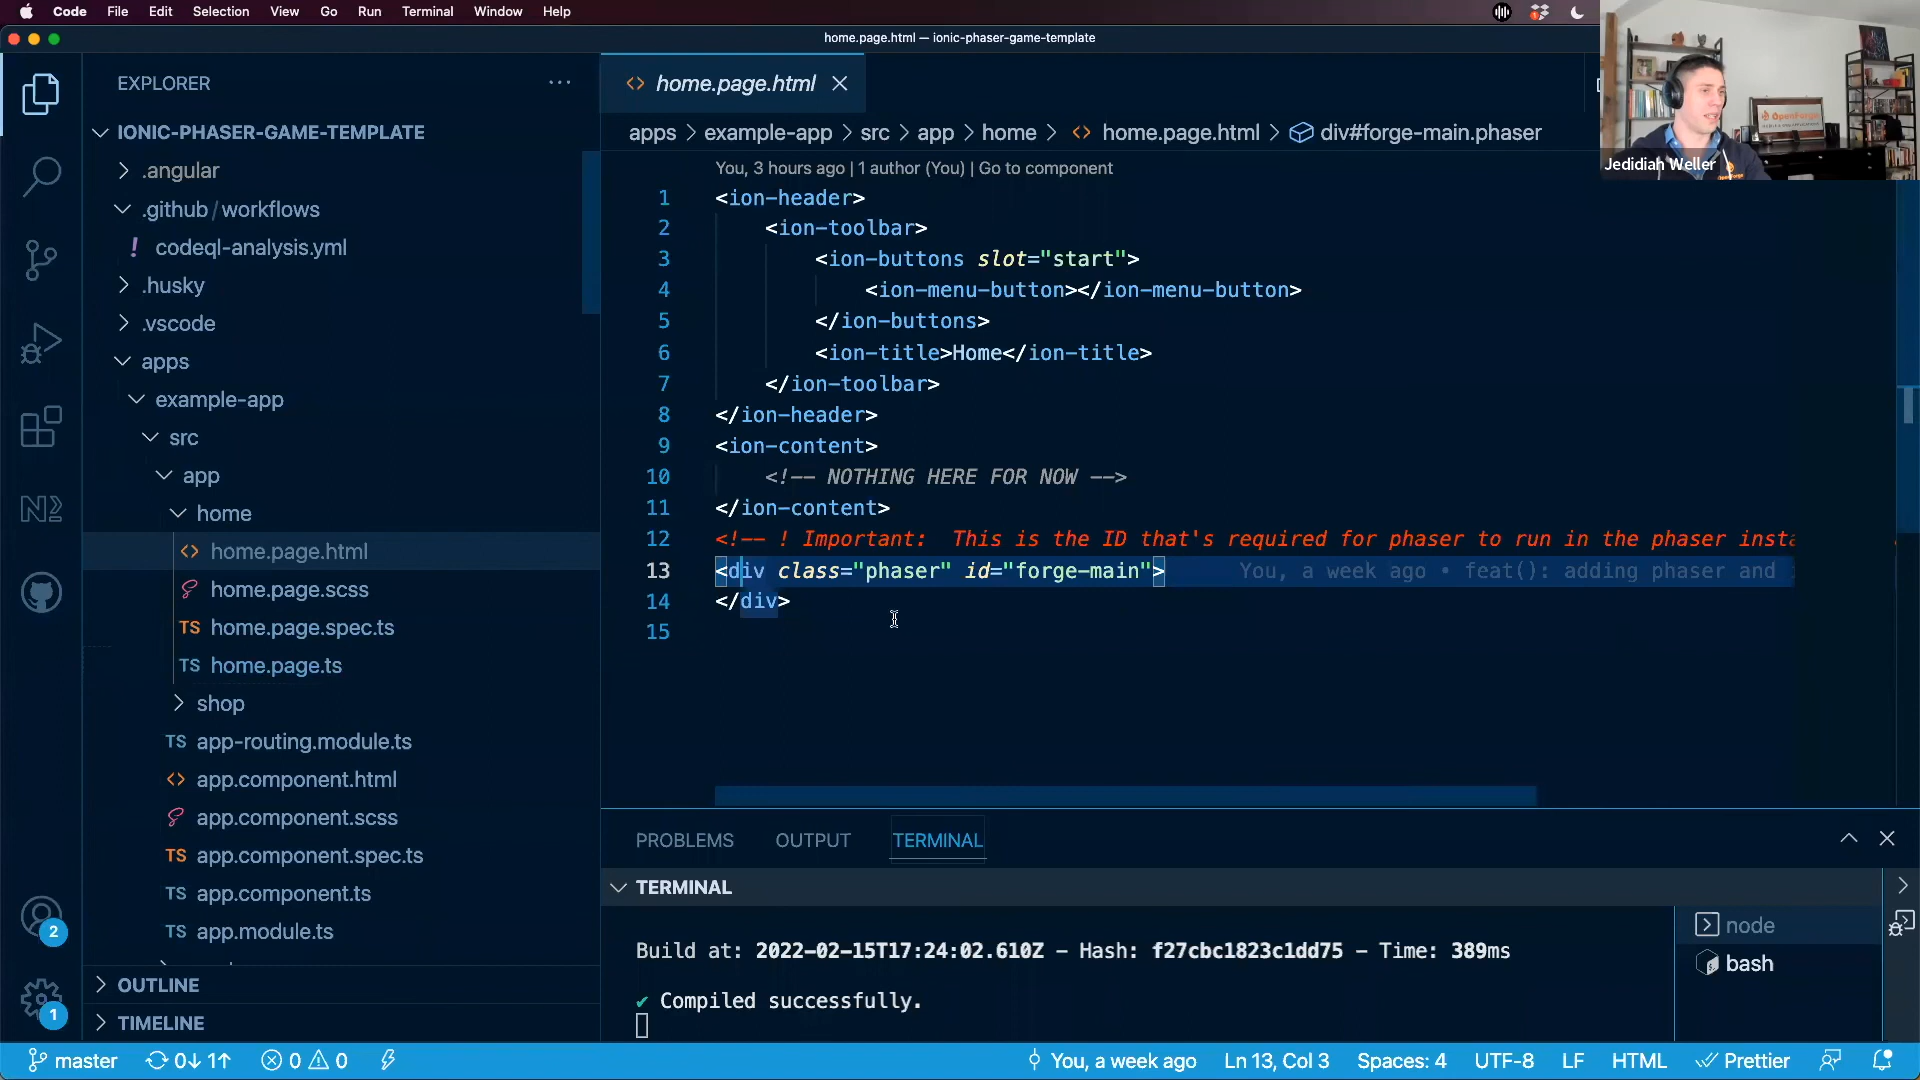 Code File Edit Selection View Go Run Terminal Window Help
home.page.html — ionic-phaser-game-template
EXPLORER
IONIC-PHASER-GAME-TEMPLATE
.angular
.github/workflows
! codeql-analysis.yml
.husky
.vscode
apps
example-app
src
app
home
<> home.page.html
home.page.scss
TS home.page.spec.ts
TS home.page.ts
shop
TS app-routing.module.ts
<> app.component.html
app.component.scss
TS app.component.spec.ts
TS app.component.ts
TS app.module.ts
OUTLINE
TIMELINE
2
1
<> home.page.html
apps > example-app > src > app > home > <> home.page.html > div#forge-main.phaser
You, 3 hours ago | 1 author (You) | Go to component
1 <ion-header>
2 <ion-toolbar>
3 <ion-buttons slot="start">
4 <ion-menu-button></ion-menu-button>
5 </ion-buttons>
6 <ion-title>Home</ion-title>
7 </ion-toolbar>
8 </ion-header>
9 <ion-content>
10 <!-- NOTHING HERE FOR NOW -->
11 </ion-content>
12 <!-- ! Important:  This is the ID that's required for phaser to run in the phaser insta
13 <div class="phaser" id="forge-main"> You, a week ago • feat(): adding phaser and
14 </div>
15
Jedidiah Weller
OpenForge
PROBLEMS OUTPUT TERMINAL
TERMINAL
Build at: 2022-02-15T17:24:02.610Z - Hash: f27cbc1823c1dd75 - Time: 389ms
✔ Compiled successfully.
node
bash
master 0↓ 1↑ 0 0 You, a week ago Ln 13, Col 3 Spaces: 4 UTF-8 LF HTML Prettier